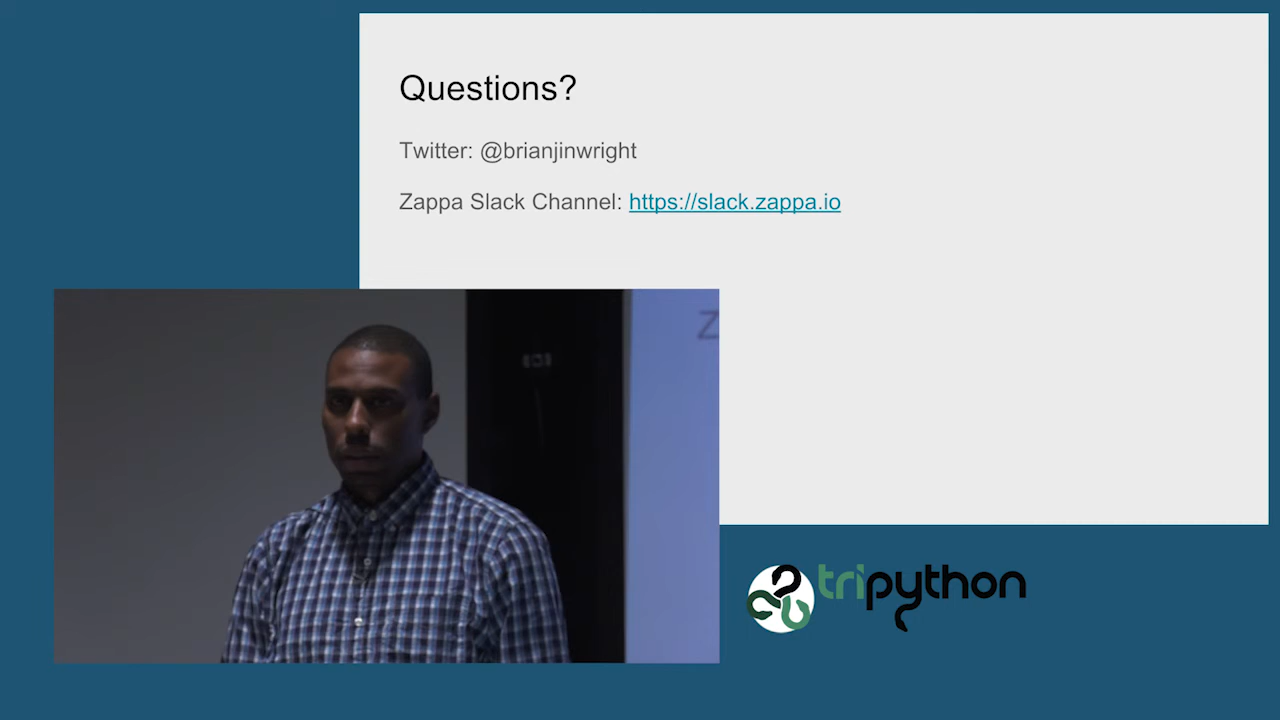 Questions?
Twitter: @brianjinwright
Zappa Slack Channel: https://slack.zappa.io
Z
tripython